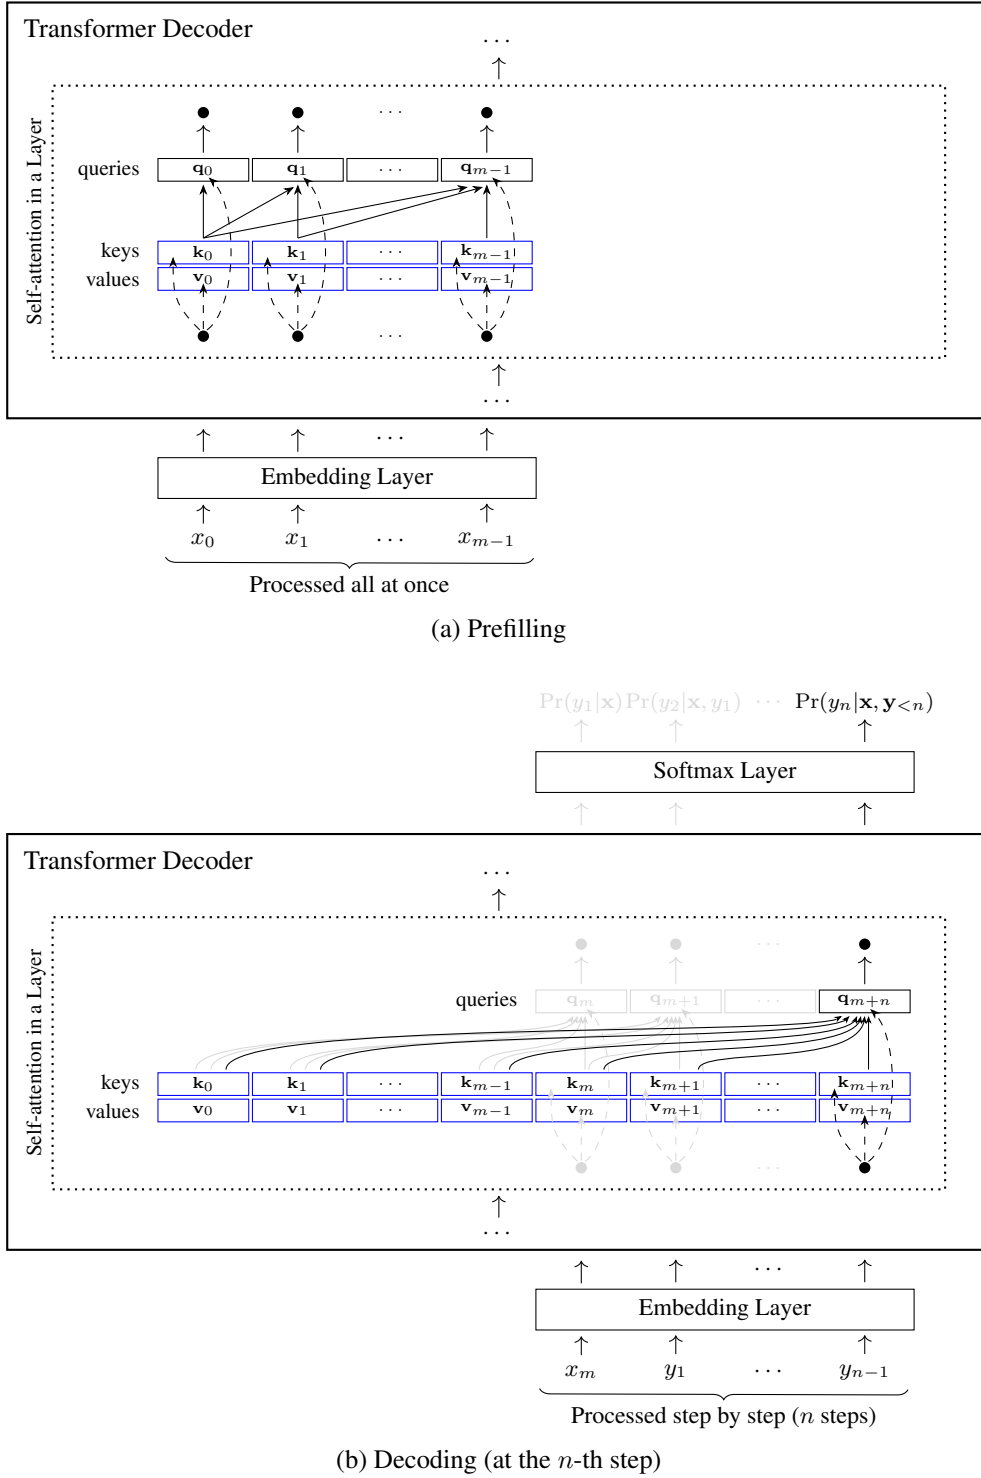 Transformer Decoder
...
Self-attention in a Layer
queries q₀ q₁ ... qₘ₋₁
keys k₀ k₁ ... kₘ₋₁
values v₀ v₁ ... vₘ₋₁
...
...
...
Embedding Layer
x₀ x₁ ... xₘ₋₁
Processed all at once
(a) Prefilling
Pr(y₁|x) Pr(y₂|x, y₁) ... Pr(yₙ|x, y<ₙ)
Softmax Layer
Transformer Decoder
...
Self-attention in a Layer
...
queries qₘ qₘ₊₁ ... qₘ₊ₙ
keys k₀ k₁ ... kₘ₋₁ kₘ kₘ₊₁ ... kₘ₊ₙ
values v₀ v₁ ... vₘ₋₁ vₘ vₘ₊₁ ... vₘ₊ₙ
...
...
...
Embedding Layer
xₘ y₁ ... yₙ₋₁
Processed step by step (n steps)
(b) Decoding (at the n-th step)